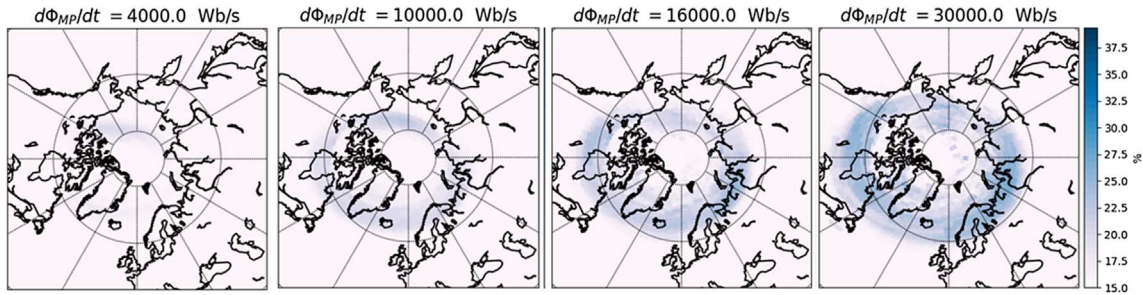 dΦ_MP/dt = 4000.0 Wb/s
dΦ_MP/dt = 10000.0 Wb/s
dΦ_MP/dt = 16000.0 Wb/s
dΦ_MP/dt = 30000.0 Wb/s
37.5
35.0
32.5
30.0
27.5
25.0
22.5
20.0
17.5
15.0
%